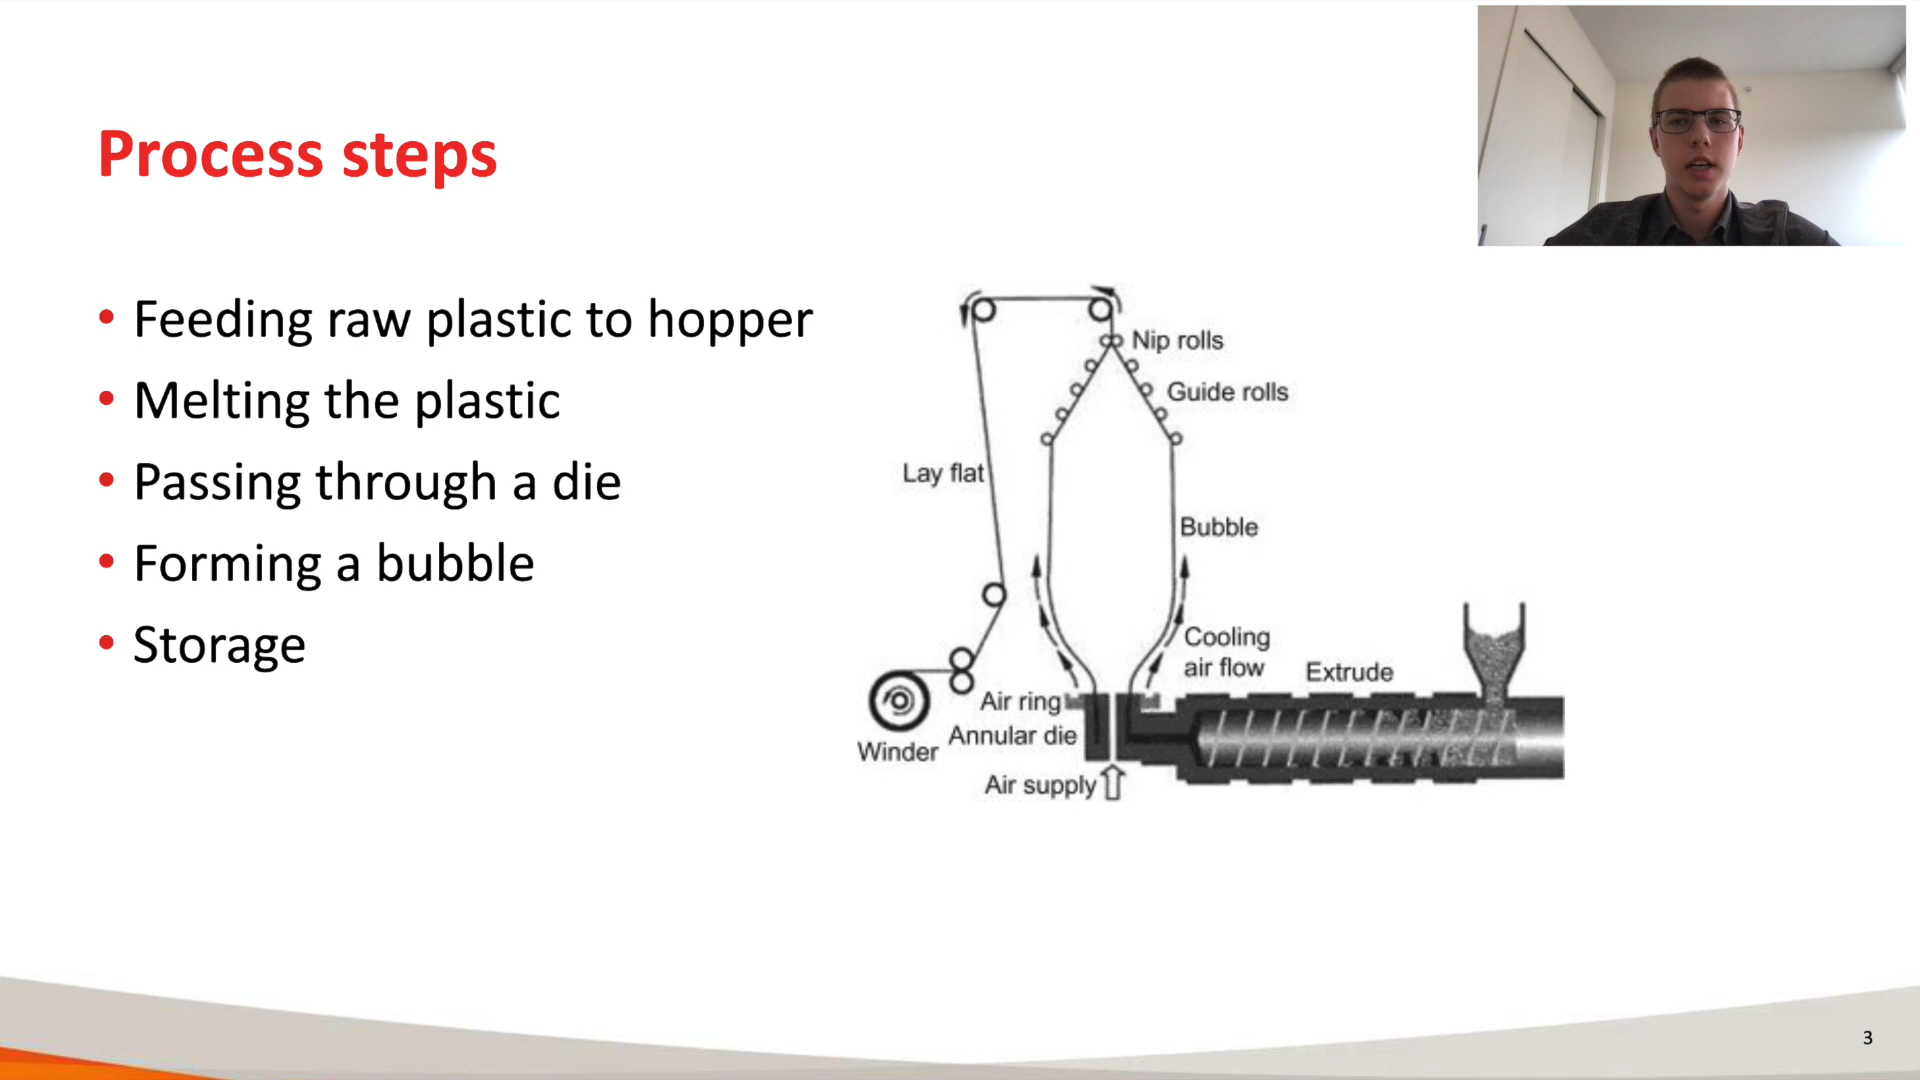 Process steps
• Feeding raw plastic to hopper
• Melting the plastic
• Passing through a die
• Forming a bubble
• Storage
Nip rolls
Guide rolls
Lay flat
Bubble
Cooling
air flow
Extrude
Air ring
Annular die
Winder
Air supply
3